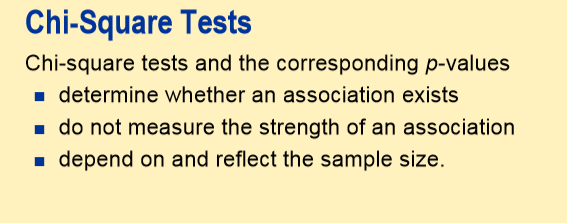 Chi-Square Tests
Chi-square tests and the corresponding p-values
■ determine whether an association exists
■ do not measure the strength of an association
■ depend on and reflect the sample size.